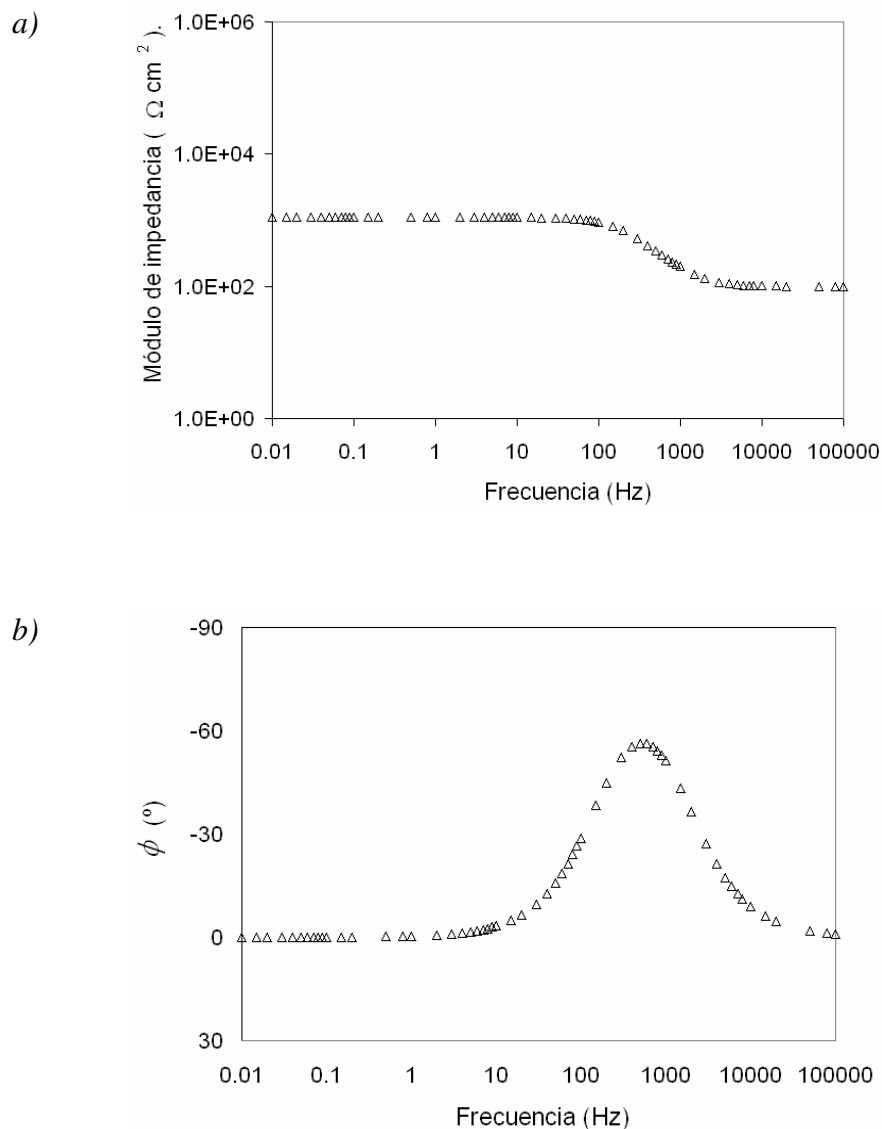 a)
Módulo de impedancia ( Ω cm 2 ).
1.0E+06
1.0E+04
1.0E+02
1.0E+00
0.01 0.1 1 10 100 1000 10000 100000
Frecuencia (Hz)
b)
ϕ (º)
-90
-60
-30
0
30
0.01 0.1 1 10 100 1000 10000 100000
Frecuencia (Hz)